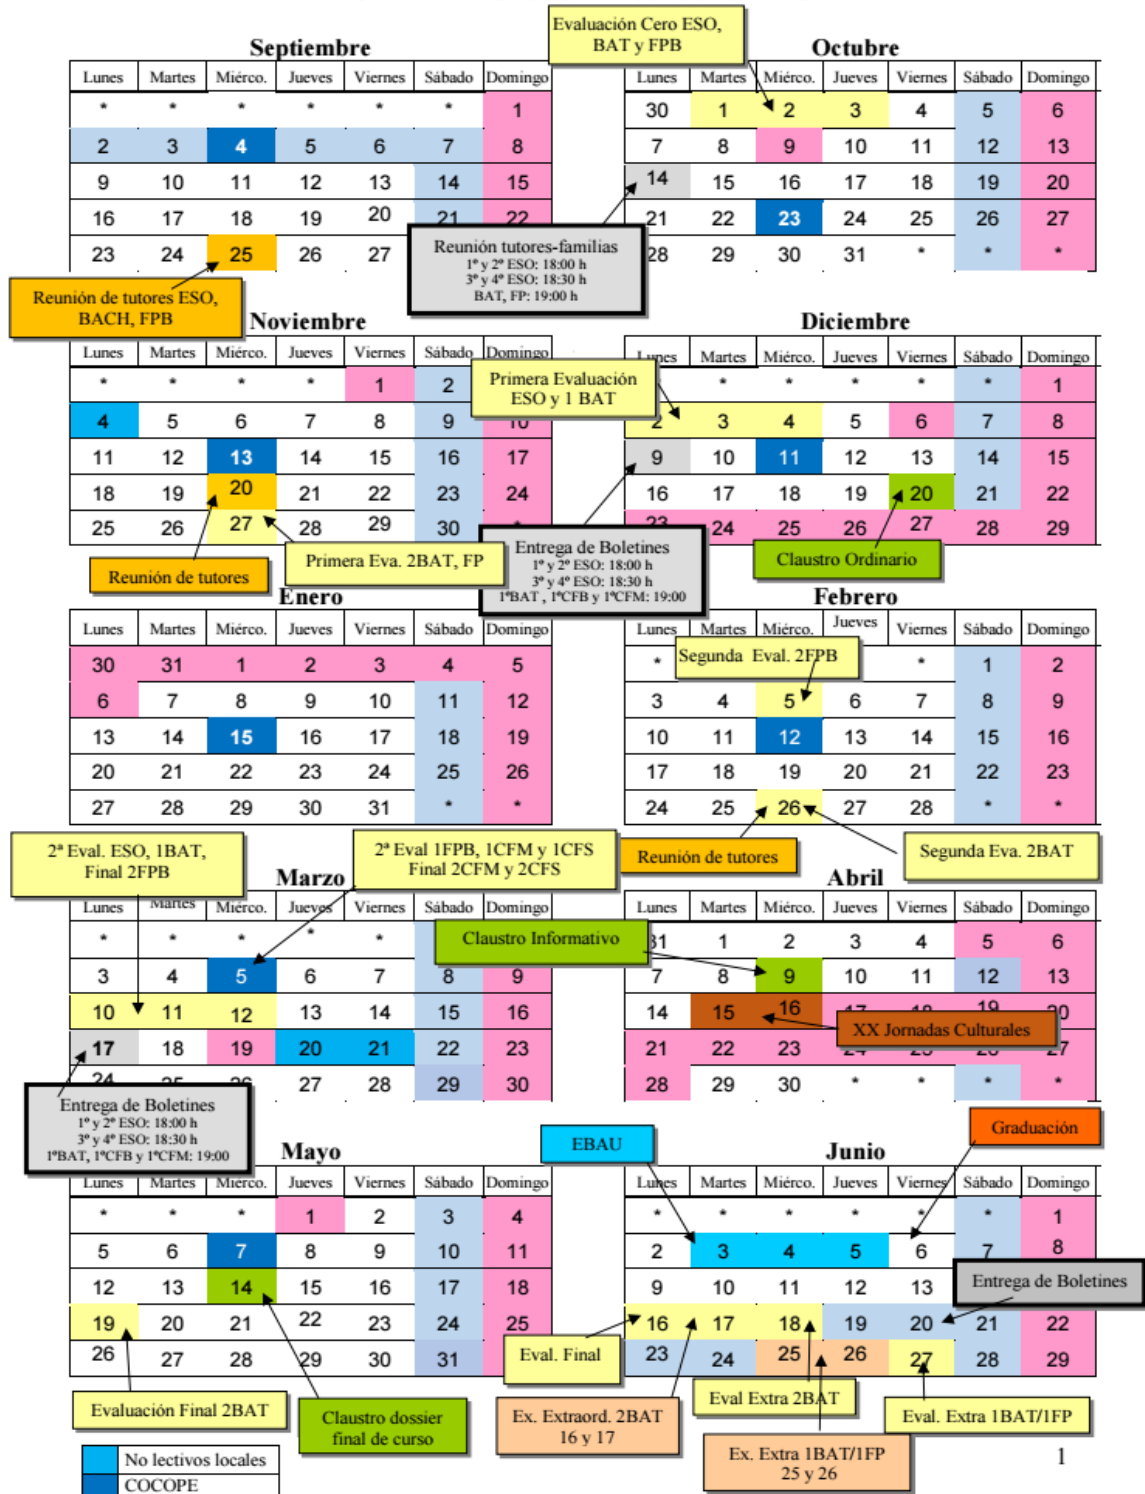 Evaluación Cero ESO,
BAT y FPB
Septiembre
Lunes Martes Miérco. Jueves Viernes Sábado Domingo
* * * * * * 1
2 3 4 5 6 7 8
9 10 11 12 13 14 15
16 17 18 19 20 21 22
23 24 25 26 27
Reunión de tutores ESO,
BACH, FPB
Octubre
Lunes Martes Miérco. Jueves Viernes Sábado Domingo
30 1 2 3 4 5 6
7 8 9 10 11 12 13
14 15 16 17 18 19 20
21 22 23 24 25 26 27
28 29 30 31 * * *
Reunión tutores-familias
1º y 2º ESO: 18:00 h
3º y 4º ESO: 18:30 h
BAT, FP: 19:00 h
Noviembre
Lunes Martes Miérco. Jueves Viernes Sábado Domingo
* * * * 1 2
4 5 6 7 8 9 10
11 12 13 14 15 16 17
18 19 20 21 22 23 24
25 26 27 28 29 30 *
Reunión de tutores
Primera Eva. 2BAT, FP
Diciembre
Lunes Martes Miérco. Jueves Viernes Sábado Domingo
* * * * * 1
Primera Evaluación
ESO y 1 BAT
2 3 4 5 6 7 8
9 10 11 12 13 14 15
16 17 18 19 20 21 22
23 24 25 26 27 28 29
Entrega de Boletines
1º y 2º ESO: 18:00 h
3º y 4º ESO: 18:30 h
1ºBAT , 1ºCFB y 1ºCFM: 19:00
Claustro Ordinario
Enero
Lunes Martes Miérco. Jueves Viernes Sábado Domingo
30 31 1 2 3 4 5
6 7 8 9 10 11 12
13 14 15 16 17 18 19
20 21 22 23 24 25 26
27 28 29 30 31 * *
Febrero
Lunes Martes Miérco. Jueves Viernes Sábado Domingo
* * 1 2
Segunda Eval. 2FPB
3 4 5 6 7 8 9
10 11 12 13 14 15 16
17 18 19 20 21 22 23
24 25 26 27 28 * *
Reunión de tutores
Segunda Eva. 2BAT
2ª Eval. ESO, 1BAT,
Final 2FPB
2ª Eval 1FPB, 1CFM y 1CFS
Final 2CFM y 2CFS
Marzo
Lunes Martes Miérco. Jueves Viernes Sábado Domingo
* * * * *
3 4 5 6 7 8 9
10 11 12 13 14 15 16
17 18 19 20 21 22 23
24 25 26 27 28 29 30
Entrega de Boletines
1º y 2º ESO: 18:00 h
3º y 4º ESO: 18:30 h
1ºBAT, 1ºCFB y 1ºCFM: 19:00
Claustro Informativo
Abril
Lunes Martes Miérco. Jueves Viernes Sábado Domingo
31 1 2 3 4 5 6
7 8 9 10 11 12 13
14 15 16 17 18 19 20
XX Jornadas Culturales
21 22 23 24 25 26 27
28 29 30 * * * *
Mayo
Lunes Martes Miérco. Jueves Viernes Sábado Domingo
* * * 1 2 3 4
5 6 7 8 9 10 11
12 13 14 15 16 17 18
19 20 21 22 23 24 25
26 27 28 29 30 31
Evaluación Final 2BAT
Claustro dossier
final de curso
EBAU
Graduación
Junio
Lunes Martes Miérco. Jueves Viernes Sábado Domingo
* * * * * * 1
2 3 4 5 6 7 8
9 10 11 12 13
Entrega de Boletines
16 17 18 19 20 21 22
23 24 25 26 27 28 29
Eval. Final
Ex. Extraord. 2BAT
16 y 17
Eval Extra 2BAT
Ex. Extra 1BAT/1FP
25 y 26
Eval. Extra 1BAT/1FP
No lectivos locales
COCOPE
1